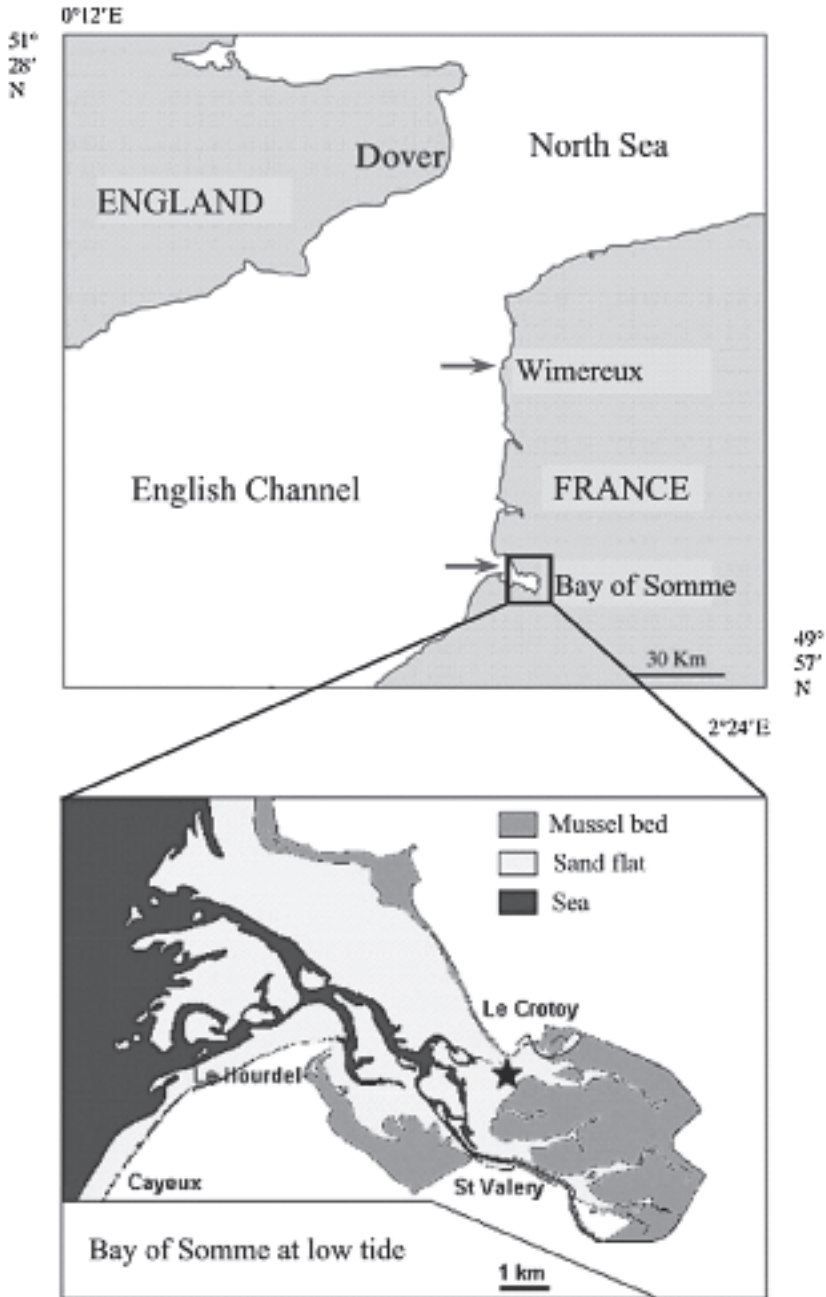 0°12'E
51°
28'
N
North Sea
Dover
ENGLAND
Wimereux
English Channel
FRANCE
Bay of Somme
30 Km
49°
57'
N
2°24'E
Mussel bed
Sand flat
Sea
Le Crotoy
Le Hourdel
Cayeux
St Valery
Bay of Somme at low tide
1 km